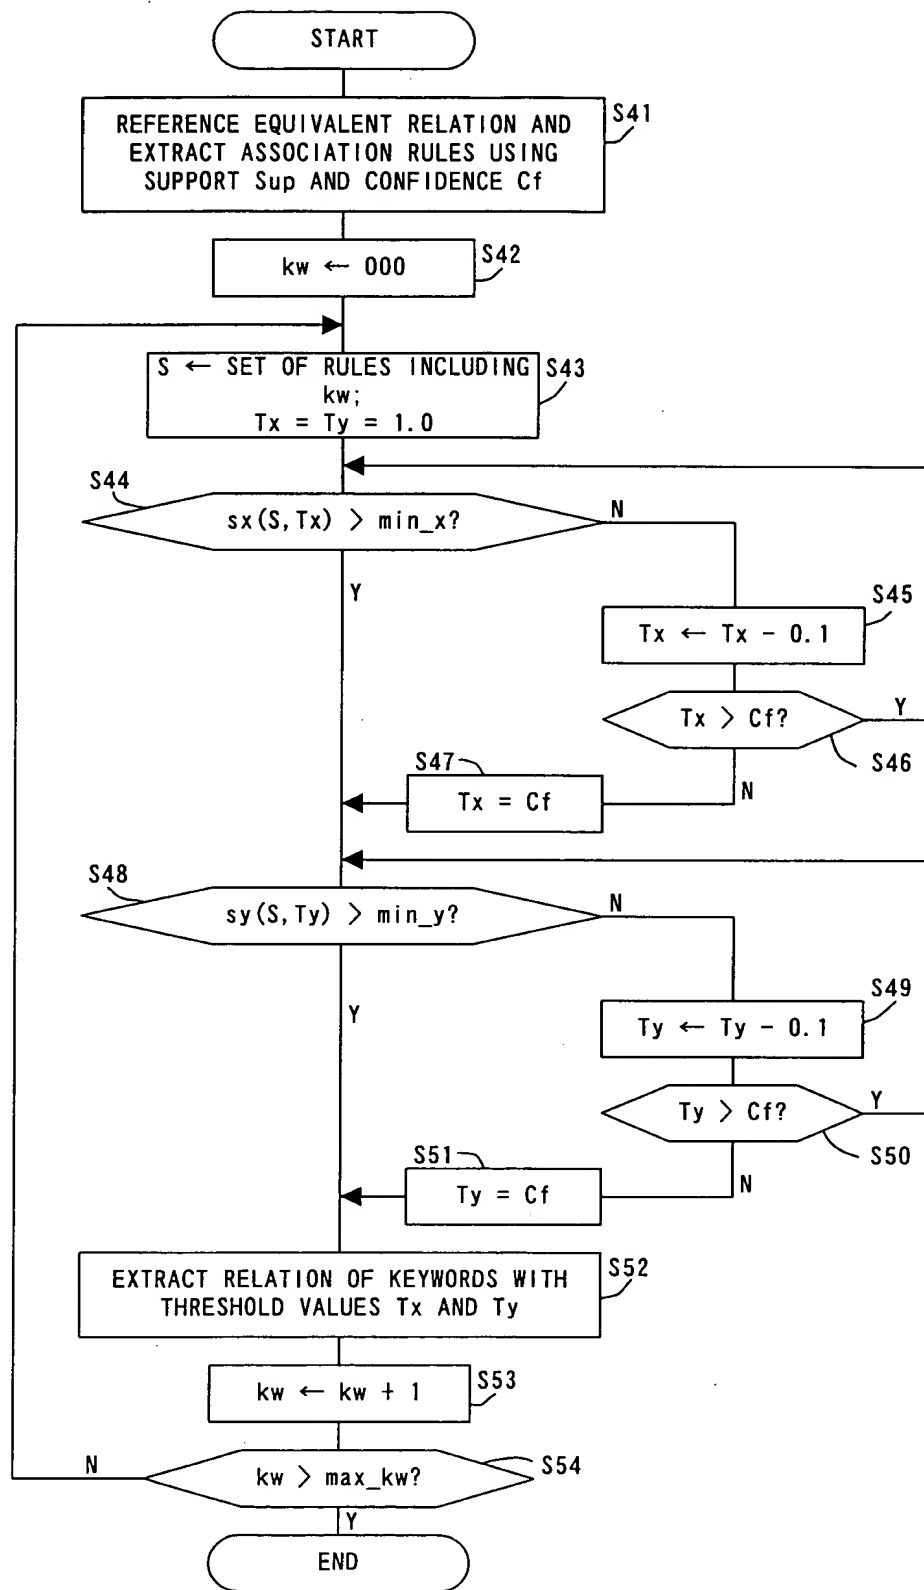 START
REFERENCE EQUIVALENT RELATION AND
EXTRACT ASSOCIATION RULES USING
SUPPORT Sup AND CONFIDENCE Cf
S41
kw ← 000
S42
S ← SET OF RULES INCLUDING
kw;
Tx = Ty = 1.0
S43
S44
sx(S,Tx) > min_x?
N
Y
S45
Tx ← Tx - 0.1
Tx > Cf?
Y
S46
N
S47
Tx = Cf
S48
sy(S,Ty) > min_y?
N
Y
S49
Ty ← Ty - 0.1
Ty > Cf?
Y
S50
N
S51
Ty = Cf
EXTRACT RELATION OF KEYWORDS WITH
THRESHOLD VALUES Tx AND Ty
S52
kw ← kw + 1
S53
N
kw > max_kw?
S54
Y
END